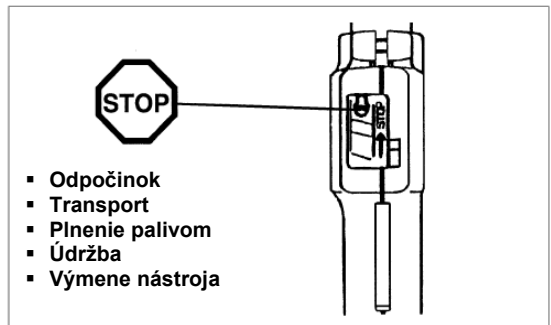 STOP
STOP
▪ Odpočinok
▪ Transport
▪ Plnenie palivom
▪ Údržba
▪ Výmene nástroja